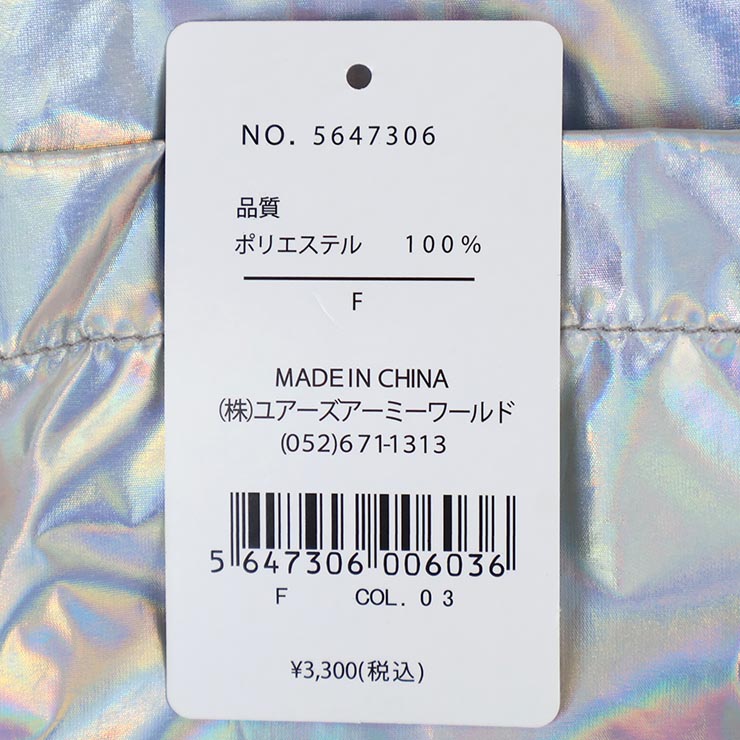 NO. 5647306
品質
ポリエステル 100%
F
MADE IN CHINA
(株)ユアーズアーミーワールド
(052)671-1313
5 647306 006036
F COL. 03
¥3,300(税込)